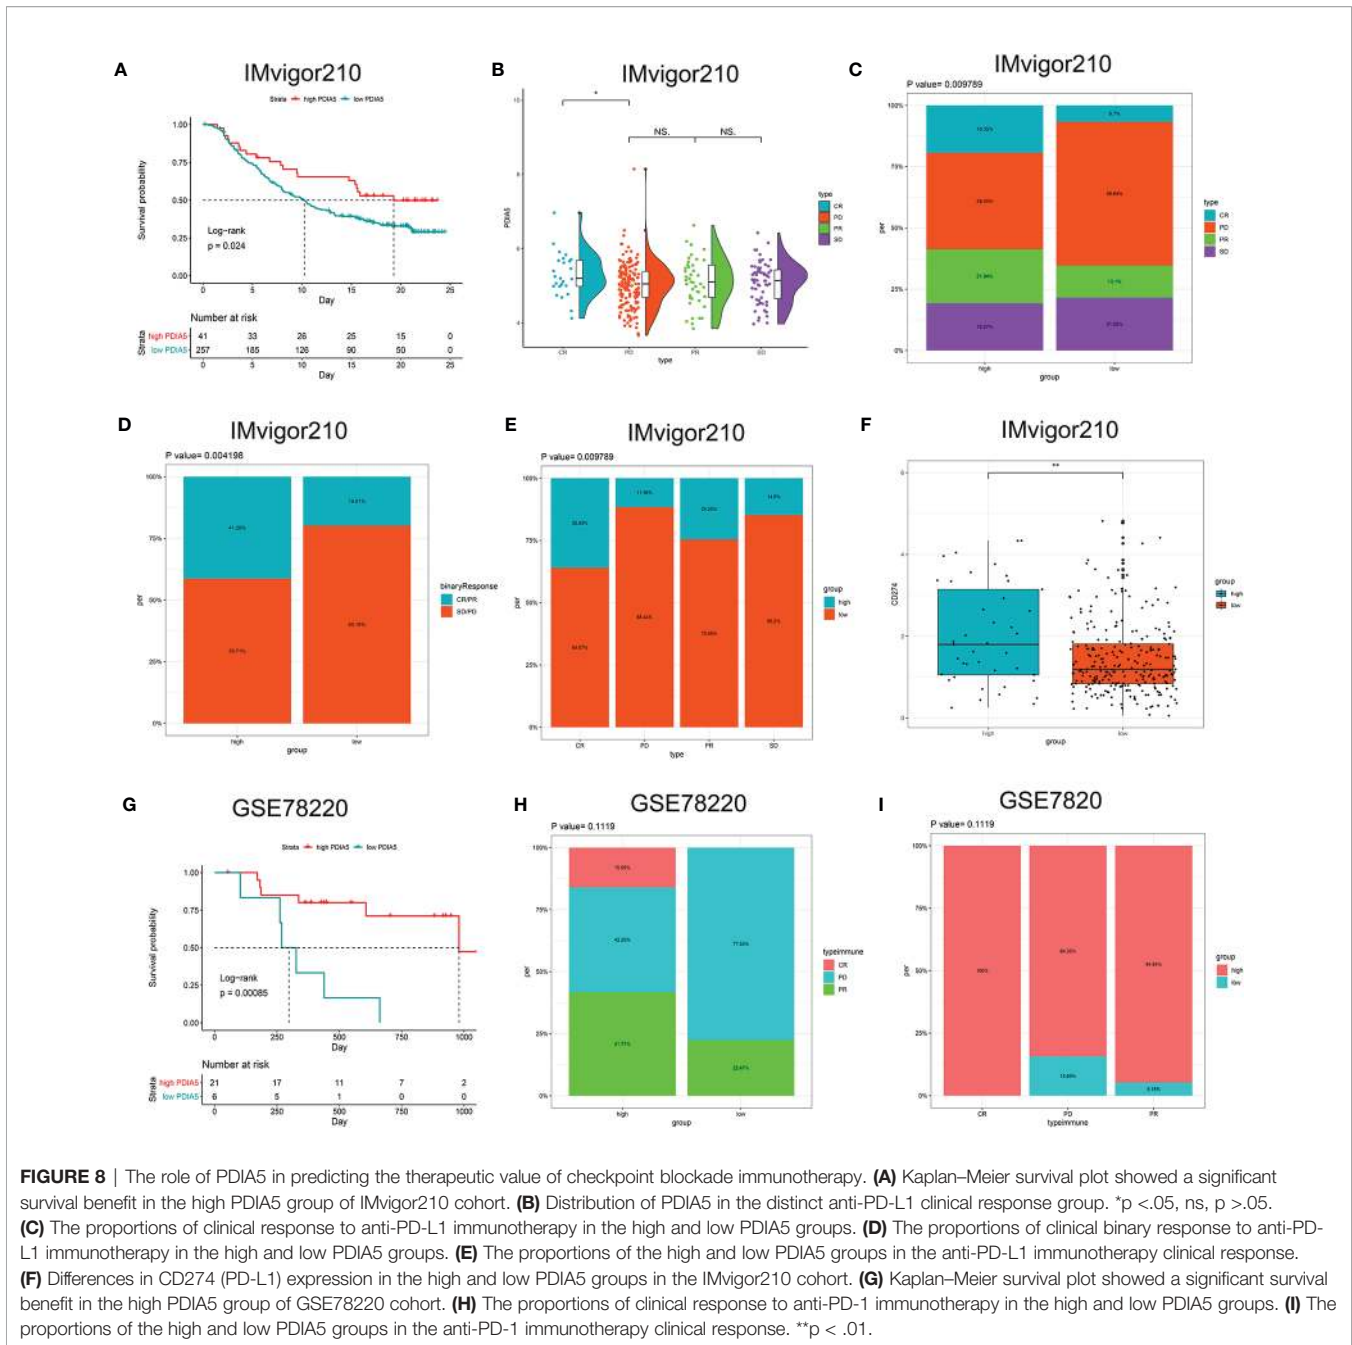 A
IMvigor210
Strata high PDIA5 low PDIA5
Survival probability
1.00
0.75
0.50
0.25
0.00
Log-rank
p = 0.024
0 5 10 15 20 25
Day
Number at risk
Strata
high PDIA5 41 33 26 25 15 0
low PDIA5 257 185 126 90 50 0
0 5 10 15 20 25
Day
B
IMvigor210
PDIA5
10
8
6
4
*
NS. NS.
CR PD PR SD
type
type
CR
PD
PR
SD
C
IMvigor210
P value= 0.009789
per
100%
75%
50%
25%
0%
high low
group
type
CR
PD
PR
SD
D
IMvigor210
P value= 0.004198
per
100%
75%
50%
25%
0%
high low
group
binaryResponse
CR/PR
SD/PD
E
IMvigor210
P value= 0.009789
per
100%
75%
50%
25%
0%
CR PD PR SD
type
group
high
low
F
IMvigor210
CD274
6
4
2
0
**
high low
group
group
high
low
G
GSE78220
Strata high PDIA5 low PDIA5
Survival probability
1.00
0.75
0.50
0.25
0.00
Log-rank
p = 0.00085
0 250 500 750 1000
Day
Number at risk
Strata
high PDIA5 21 17 11 7 2
low PDIA5 6 5 1 0 0
0 250 500 750 1000
Day
H
GSE78220
P value= 0.1119
per
100%
75%
50%
25%
0%
high low
group
typeimmune
CR
PD
PR
I
GSE7820
P value= 0.1119
per
100%
75%
50%
25%
0%
CR PD PR
typeimmune
group
high
low
FIGURE 8 | The role of PDIA5 in predicting the therapeutic value of checkpoint blockade immunotherapy. (A) Kaplan–Meier survival plot showed a significant
survival benefit in the high PDIA5 group of IMvigor210 cohort. (B) Distribution of PDIA5 in the distinct anti-PD-L1 clinical response group. *p <.05, ns, p >.05.
(C) The proportions of clinical response to anti-PD-L1 immunotherapy in the high and low PDIA5 groups. (D) The proportions of clinical binary response to anti-PD-
L1 immunotherapy in the high and low PDIA5 groups. (E) The proportions of the high and low PDIA5 groups in the anti-PD-L1 immunotherapy clinical response.
(F) Differences in CD274 (PD-L1) expression in the high and low PDIA5 groups in the IMvigor210 cohort. (G) Kaplan–Meier survival plot showed a significant survival
benefit in the high PDIA5 group of GSE78220 cohort. (H) The proportions of clinical response to anti-PD-1 immunotherapy in the high and low PDIA5 groups. (I) The
proportions of the high and low PDIA5 groups in the anti-PD-1 immunotherapy clinical response. **p < .01.